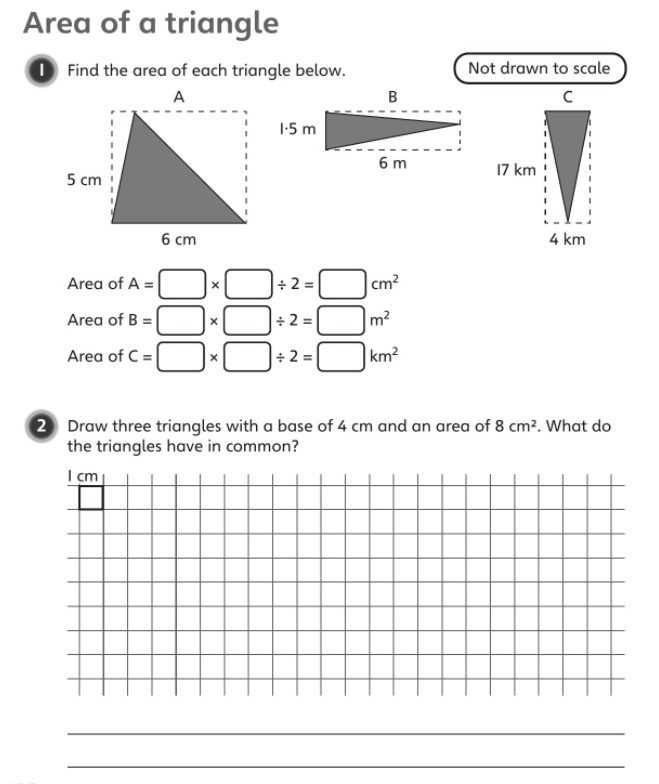 Area of a triangle
1 Find the area of each triangle below.
Not drawn to scale
A
B
C
1·5 m
5 cm
6 m
17 km
6 cm
4 km
Area of A = × ÷ 2 = cm²
Area of B = × ÷ 2 = m²
Area of C = × ÷ 2 = km²
2 Draw three triangles with a base of 4 cm and an area of 8 cm². What do
the triangles have in common?
1 cm